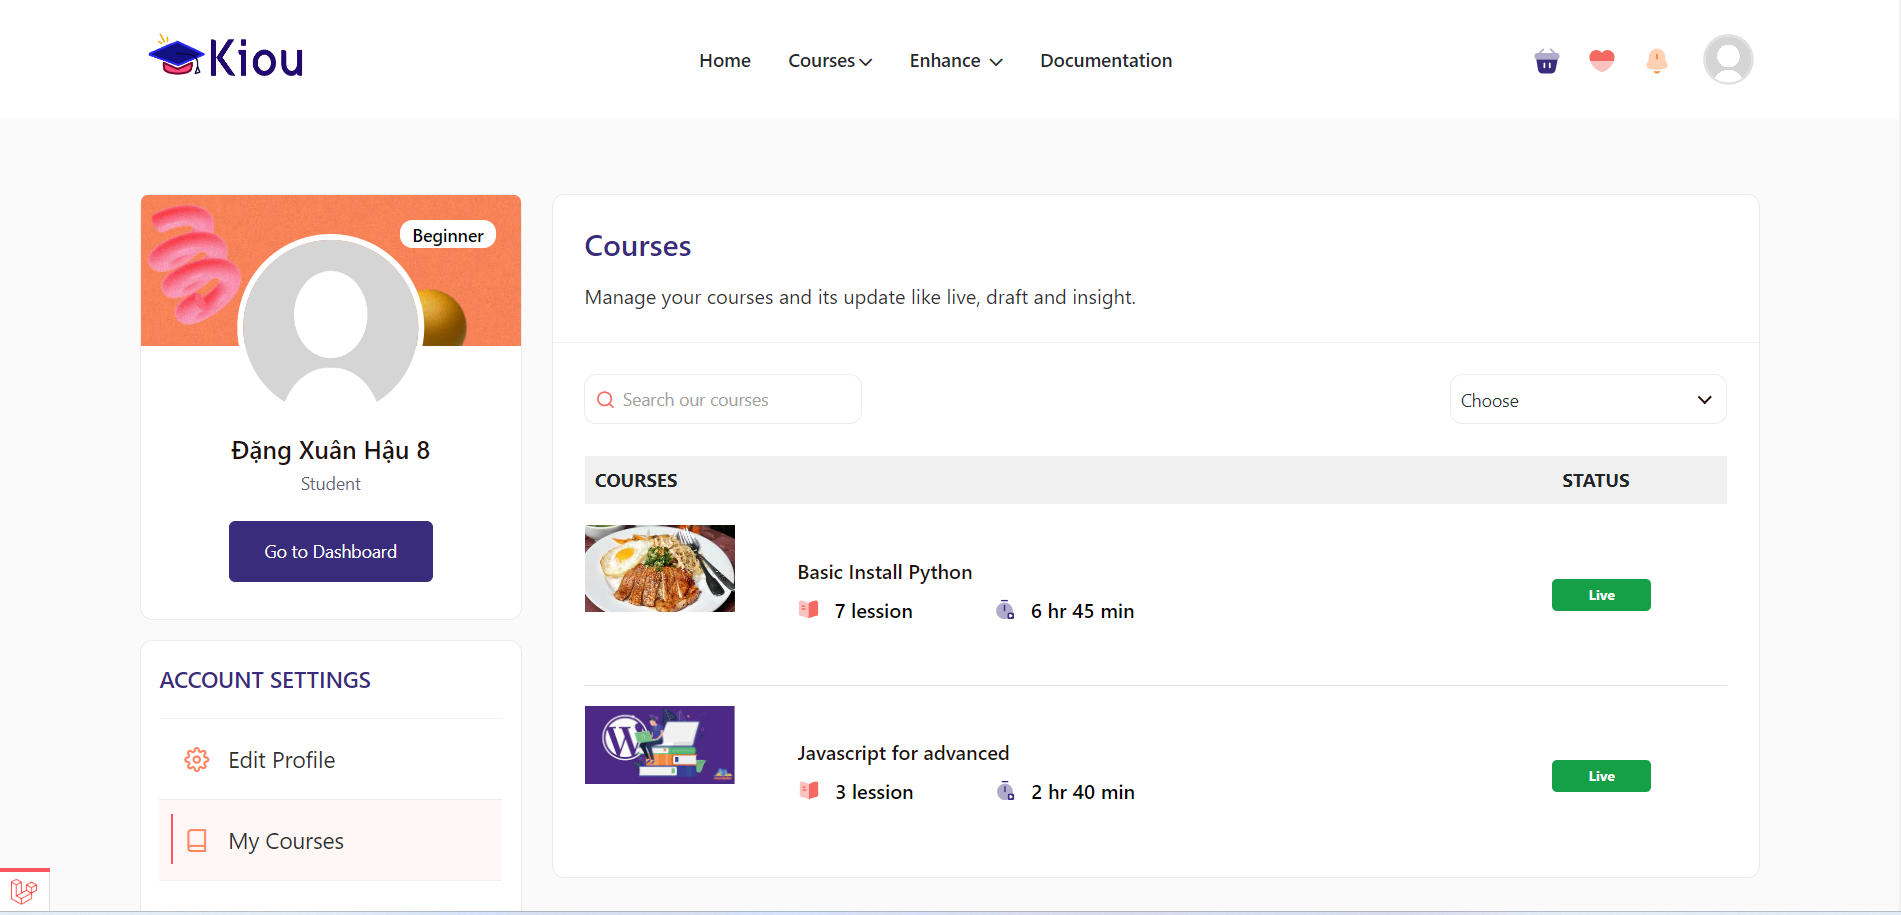 Kiou
Home Courses Enhance Documentation
Beginner
Đặng Xuân Hậu 8
Student
Go to Dashboard
ACCOUNT SETTINGS
Edit Profile
My Courses
Courses
Manage your courses and its update like live, draft and insight.
Search our courses
Choose
COURSES STATUS
Basic Install Python
7 lession 6 hr 45 min
Live
Javascript for advanced
3 lession 2 hr 40 min
Live